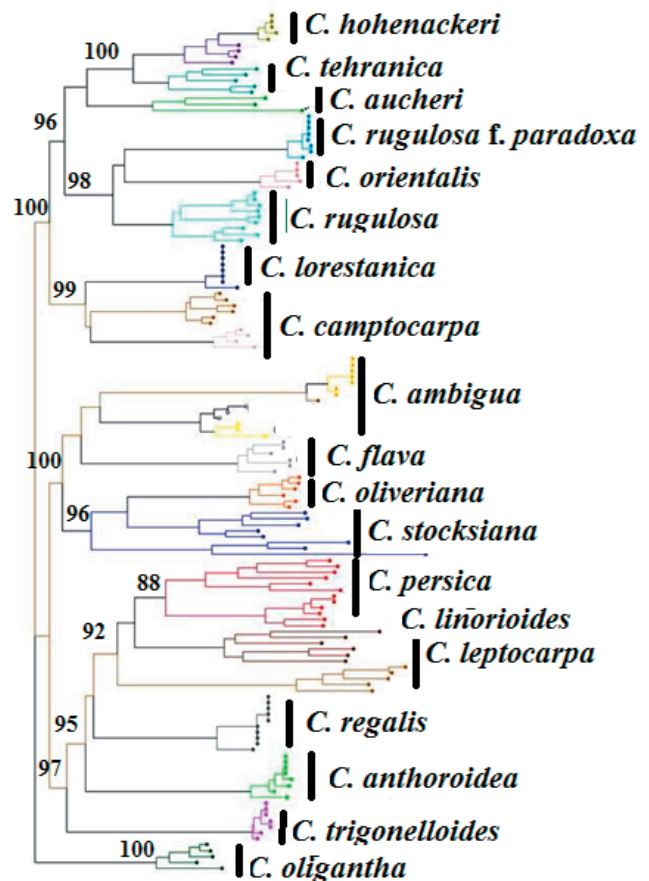 C. hohenackeri
100
C. tehranica
C. aucheri
96
C. rugulosa f. paradoxa
98
C. orientalis
100
C. rugulosa
C. lorestanica
99
C. camptocarpa
C. ambigua
100
C. flava
C. oliveriana
96
C. stocksiana
88
C. persica
C. linorioides
92
C. leptocarpa
95
C. regalis
97
C. anthoroidea
C. trigonelloides
100
C. oligantha